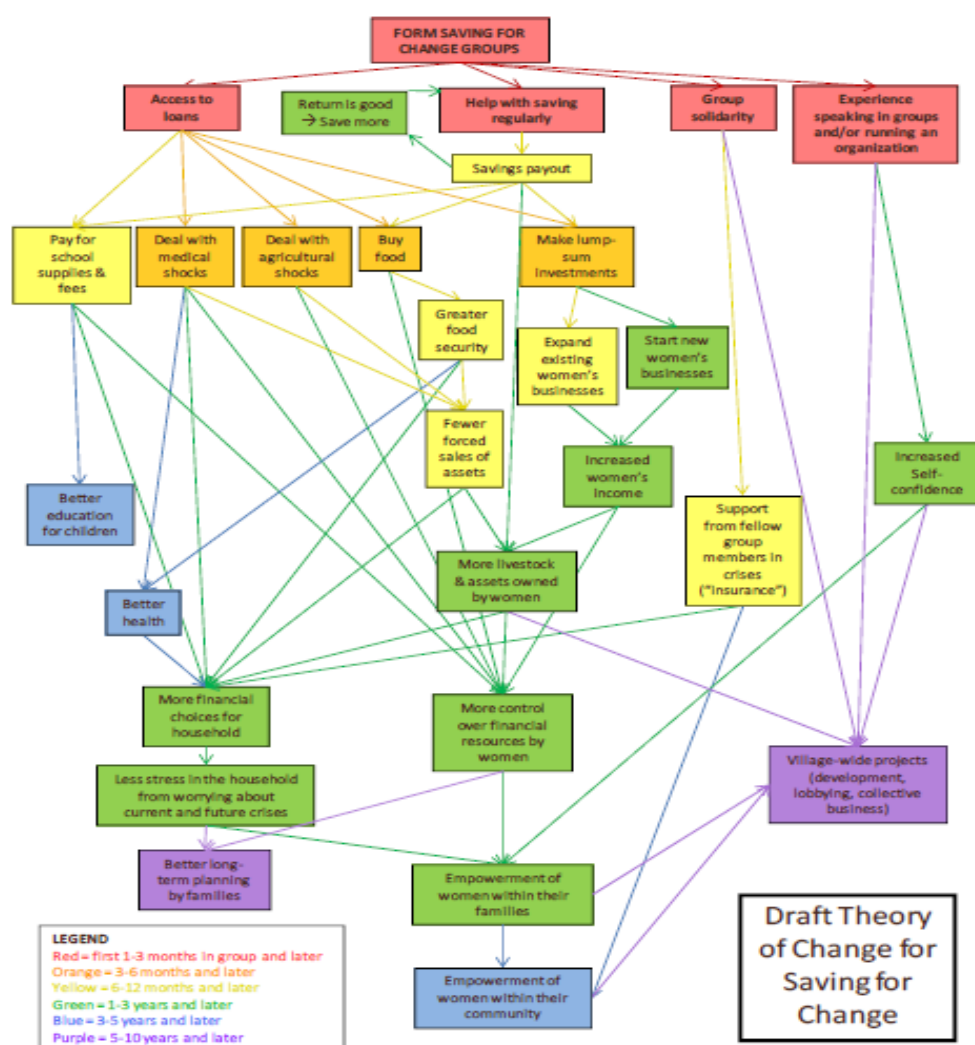 FORM SAVING FOR
CHANGE GROUPS
Access to
loans
Return is good
→ Save more
Help with saving
regularly
Group
solidarity
Experience
speaking in groups
and/or running an
organization
Savings payout
Pay for
school
supplies &
fees
Deal with
medical
shocks
Deal with
agricultural
shocks
Buy
food
Make lump-
sum
investments
Greater
food
security
Expand
existing
women's
businesses
Start new
women's
businesses
Fewer
forced
sales of
assets
Increased
women's
income
Increased
Self-
confidence
Better
education
for children
Support
from fellow
group
members in
crises
("insurance")
More livestock
& assets owned
by women
Better
health
More financial
choices for
household
More control
over financial
resources by
women
Village-wide projects
(development,
lobbying, collective
business)
Less stress in the household
from worrying about
current and future crises
Better long-
term planning
by families
Empowerment of
women within their
families
Empowerment of
women within their
community
LEGEND
Red = first 1-3 months in group and later
Orange = 3-6 months and later
Yellow = 6-12 months and later
Green = 1-3 years and later
Blue = 3-5 years and later
Purple = 5-10 years and later
Draft Theory
of Change for
Saving for
Change